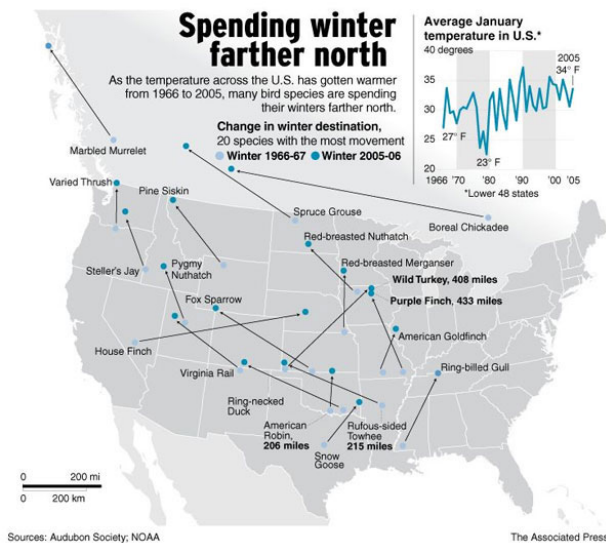 Spending winter
farther north
As the temperature across the U.S. has gotten warmer
from 1966 to 2005, many bird species are spending
their winters farther north.
Change in winter destination,
20 species with the most movement
Winter 1966-67 Winter 2005-06
Average January
temperature in U.S.*
40 degrees
35
30
25
20
2005
34° F
27° F
23° F
1966 '70 '80 '90 '00 '05
*Lower 48 states
Marbled Murrelet
Varied Thrush
Pine Siskin
Spruce Grouse
Boreal Chickadee
Red-breasted Nuthatch
Red-breasted Merganser
Steller's Jay
Pygmy
Nuthatch
Wild Turkey, 408 miles
Purple Finch, 433 miles
Fox Sparrow
American Goldfinch
House Finch
Virginia Rail
Ring-billed Gull
Ring-necked
Duck
American
Robin,
206 miles
Rufous-sided
Towhee
215 miles
Snow
Goose
0 200 mi
0 200 km
Sources: Audubon Society; NOAA
The Associated Press